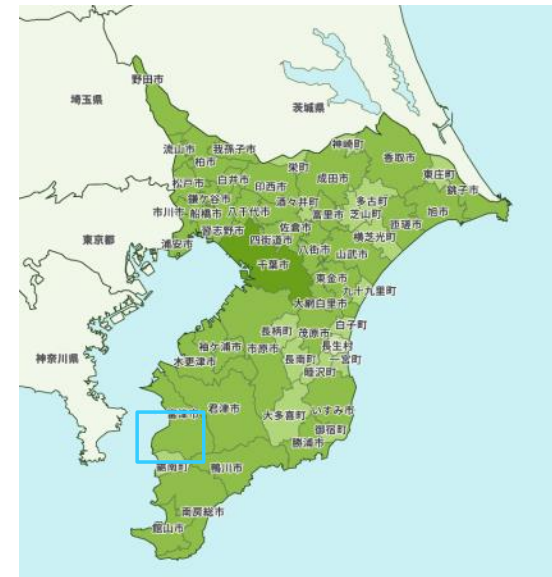 野田市
埼玉県
茨城県
流山市
我孫子市
柏市
神崎町
香取市
栄町
東庄町
松戸市
白井市
印西市
成田市
銚子市
鎌ケ谷市
酒々井町
多古町
市川市
船橋市
八千代市
富里市
芝山町
旭市
匝瑳市
習志野市
佐倉市
横芝光町
東京都
浦安市
四街道市
八街市
山武市
千葉市
東金市
九十九里町
大網白里市
白子町
長柄町
茂原市
袖ケ浦市
市原市
長生村
神奈川県
木更津市
長南町
一宮町
睦沢町
富津市
君津市
大多喜町
いすみ市
御宿町
勝浦市
鋸南町
鴨川市
南房総市
館山市